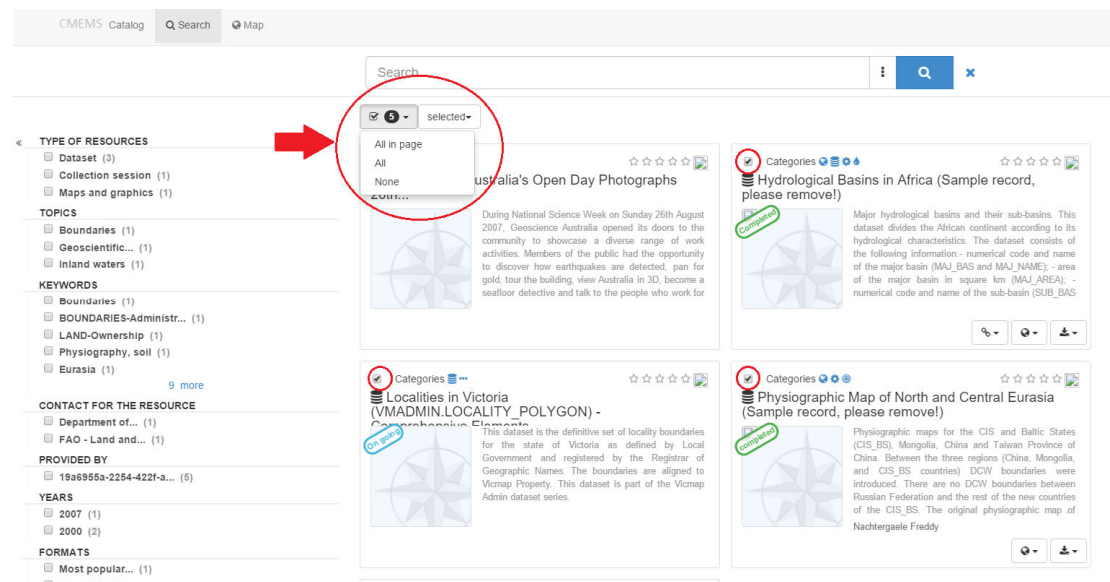 CMEMS Catalog Search Map
Search...
5 selected
All in page
All
None
«
TYPE OF RESOURCES
Dataset (3)
Collection session (1)
Maps and graphics (1)
TOPICS
Boundaries (1)
Geoscientific... (1)
Inland waters (1)
KEYWORDS
Boundaries (1)
BOUNDARIES-Administr... (1)
LAND-Ownership (1)
Physiography, soil (1)
Eurasia (1)
9 more
CONTACT FOR THE RESOURCE
Department of... (1)
FAO - Land and... (1)
PROVIDED BY
19a6955a-2254-422f-a... (5)
YEARS
2007 (1)
2000 (2)
FORMATS
Most popular... (1)
ustralia's Open Day Photographs
26th...
During National Science Week on Sunday 26th August
2007, Geoscience Australia opened its doors to the
community to showcase a diverse range of work
activities. Members of the public had the opportunity
to discover how earthquakes are detected, pan for
gold, tour the building, view Australia in 3D, become a
seafloor detective and talk to the people who work for
Categories
Hydrological Basins in Africa (Sample record,
please remove!)
Completed
Major hydrological basins and their sub-basins. This
dataset divides the African continent according to its
hydrological characteristics. The dataset consists of
the following information:- numerical code and name
of the major basin (MAJ_BAS and MAJ_NAME); - area
of the major basin in square km (MAJ_AREA); -
numerical code and name of the sub-basin (SUB_BAS
Categories
Localities in Victoria
(VMADMIN.LOCALITY_POLYGON) -
Comprehensive Elements
On going
This dataset is the definitive set of locality boundaries
for the state of Victoria as defined by Local
Government and registered by the Registrar of
Geographic Names. The boundaries are aligned to
Vicmap Property. This dataset is part of the Vicmap
Admin dataset series.
Categories
Physiographic Map of North and Central Eurasia
(Sample record, please remove!)
completed
Physiographic maps for the CIS and Baltic States
(CIS_BS), Mongolia, China and Taiwan Province of
China. Between the three regions (China, Mongolia,
and CIS_BS countries) DCW boundaries were
introduced. There are no DCW boundaries between
Russian Federation and the rest of the new countries
of the CIS_BS. The original physiographic map .of
Nachtergaele Freddy